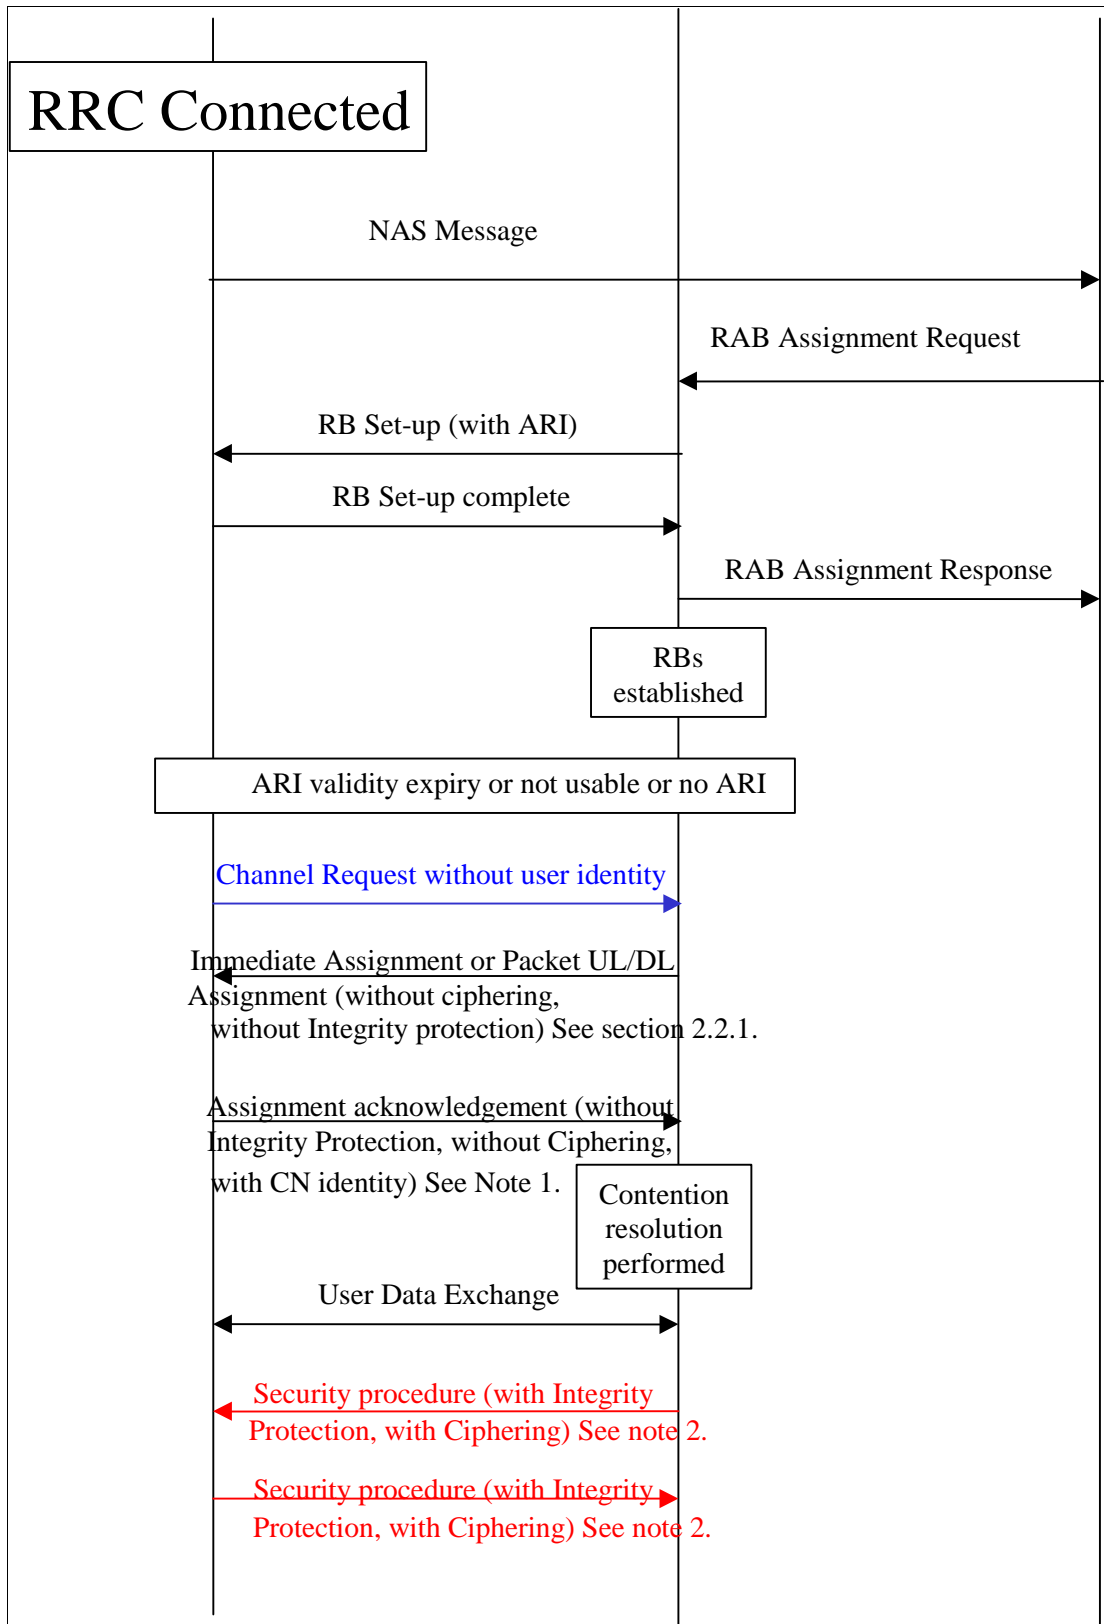 RRC Connected
NAS Message
RAB Assignment Request
RB Set-up (with ARI)
RB Set-up complete
RAB Assignment Response
RBs
established
ARI validity expiry or not usable or no ARI
Channel Request without user identity
Immediate Assignment or Packet UL/DL
Assignment (without ciphering,
without Integrity protection) See section 2.2.1.
Assignment acknowledgement (without
Integrity Protection, without Ciphering,
with CN identity) See Note 1.
Contention
resolution
performed
User Data Exchange
Security procedure (with Integrity
Protection, with Ciphering) See note 2.
Security procedure (with Integrity
Protection, with Ciphering) See note 2.